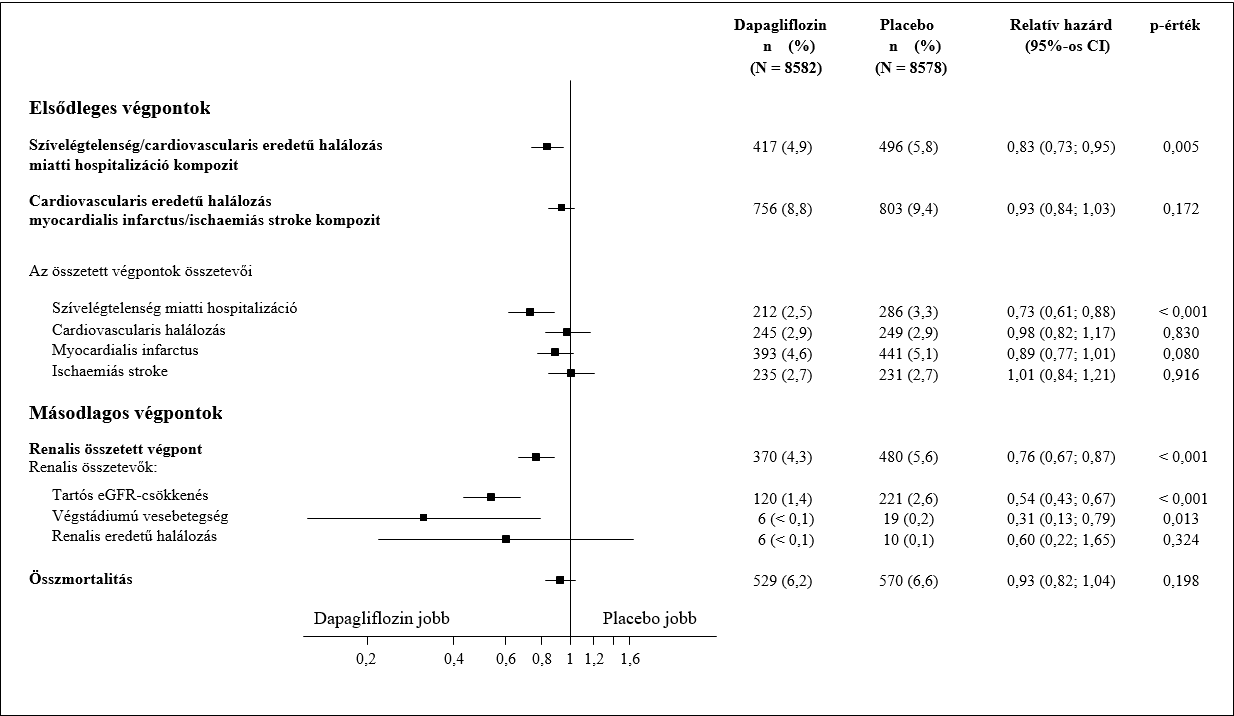 Dapagliflozin Placebo Relatív hazárd p-érték
n (%) n (%) (95%-os CI)
(N = 8582) (N = 8578)
Elsődleges végpontok
Szívelégtelenség/cardiovascularis eredetű halálozás
miatti hospitalizáció kompozit 417 (4,9) 496 (5,8) 0,83 (0,73; 0,95) 0,005
Cardiovascularis eredetű halálozás
myocardialis infarctus/ischaemiás stroke kompozit 756 (8,8) 803 (9,4) 0,93 (0,84; 1,03) 0,172
Az összetett végpontok összetevői
Szívelégtelenség miatti hospitalizáció 212 (2,5) 286 (3,3) 0,73 (0,61; 0,88) < 0,001
Cardiovascularis halálozás 245 (2,9) 249 (2,9) 0,98 (0,82; 1,17) 0,830
Myocardialis infarctus 393 (4,6) 441 (5,1) 0,89 (0,77; 1,01) 0,080
Ischaemiás stroke 235 (2,7) 231 (2,7) 1,01 (0,84; 1,21) 0,916
Másodlagos végpontok
Renalis összetett végpont 370 (4,3) 480 (5,6) 0,76 (0,67; 0,87) < 0,001
Renalis összetevők:
Tartós eGFR-csökkenés 120 (1,4) 221 (2,6) 0,54 (0,43; 0,67) < 0,001
Végstádiumú vesebetegség 6 (< 0,1) 19 (0,2) 0,31 (0,13; 0,79) 0,013
Renalis eredetű halálozás 6 (< 0,1) 10 (0,1) 0,60 (0,22; 1,65) 0,324
Összmortalitás 529 (6,2) 570 (6,6) 0,93 (0,82; 1,04) 0,198
Dapagliflozin jobb Placebo jobb
0,2 0,4 0,6 0,8 1 1,2 1,6